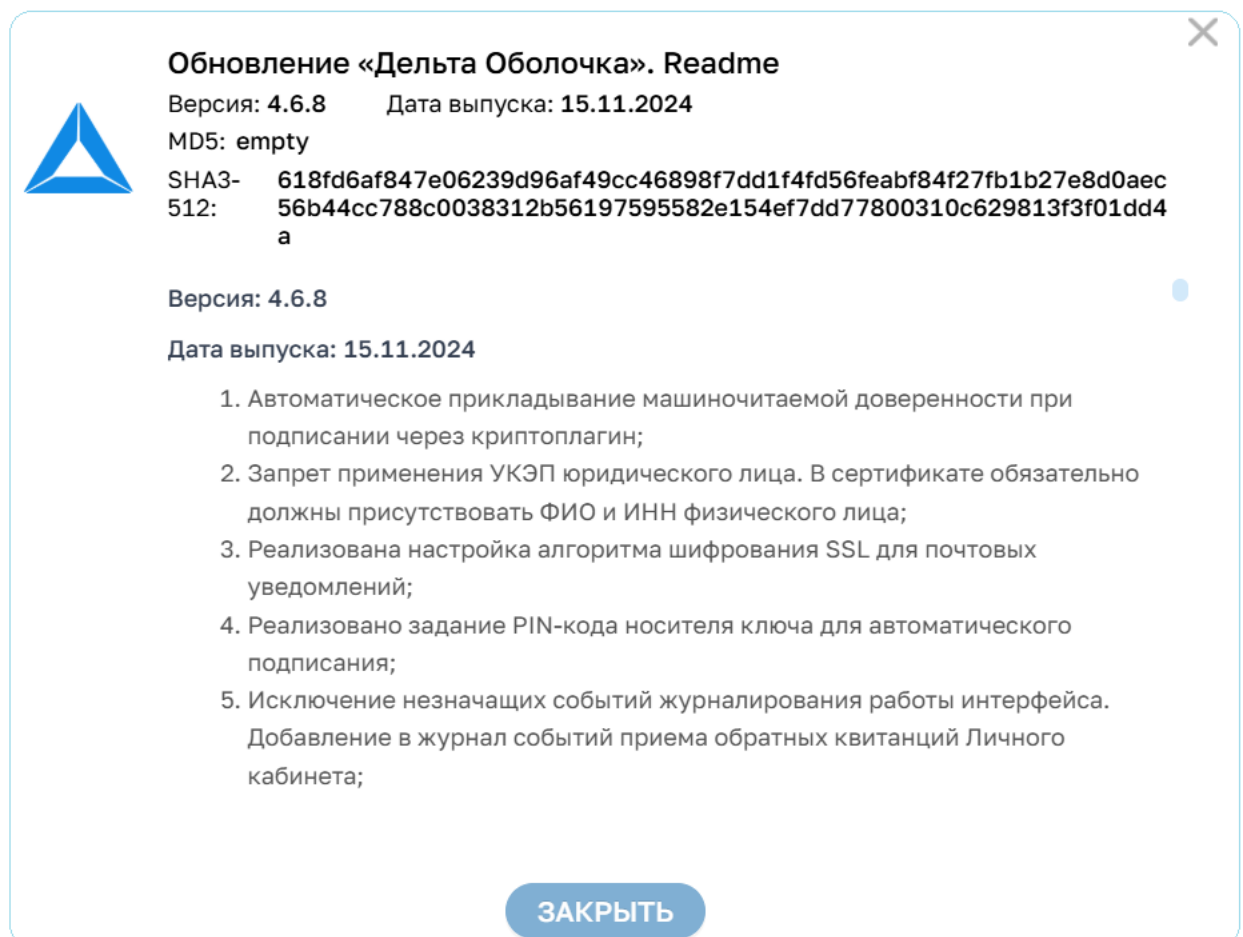 Обновление «Дельта Оболочка». Readme
Версия: 4.6.8 Дата выпуска: 15.11.2024
MD5: empty
SHA3- 618fd6af847e06239d96af49cc46898f7dd1f4fd56feabf84f27fb1b27e8d0aec
512: 56b44cc788c0038312b56197595582e154ef7dd77800310c629813f3f01dd4
a
Версия: 4.6.8
Дата выпуска: 15.11.2024
1. Автоматическое прикладывание машиночитаемой доверенности при
подписании через криптоплагин;
2. Запрет применения УКЭП юридического лица. В сертификате обязательно
должны присутствовать ФИО и ИНН физического лица;
3. Реализована настройка алгоритма шифрования SSL для почтовых
уведомлений;
4. Реализовано задание PIN-кода носителя ключа для автоматического
подписания;
5. Исключение незначащих событий журналирования работы интерфейса.
Добавление в журнал событий приема обратных квитанций Личного
кабинета;
ЗАКРЫТЬ